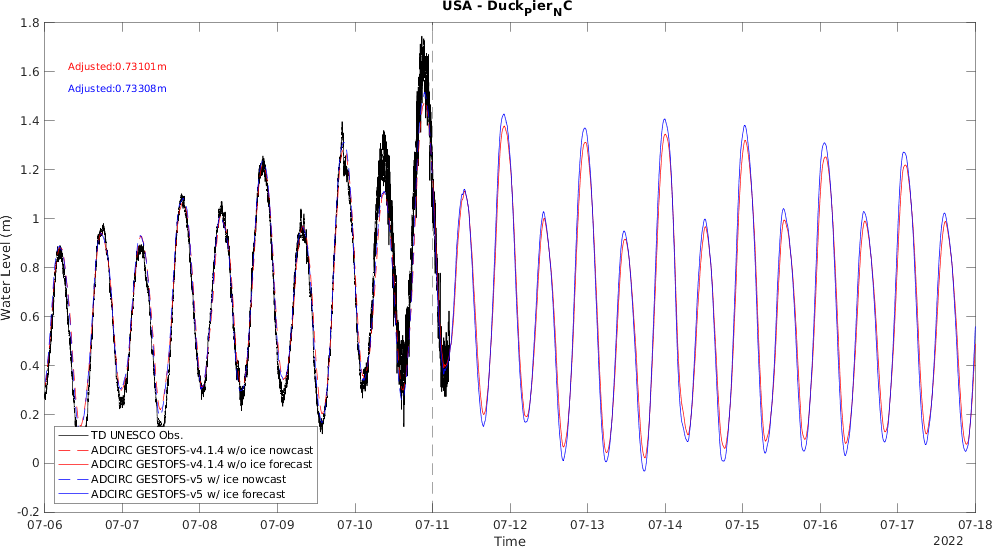 USA - Duck_Pier_NC
Adjusted:0.73101m
Adjusted:0.73308m
Water Level (m)
1.8
1.6
1.4
1.2
1
0.8
0.6
0.4
0.2
0
-0.2
TD UNESCO Obs.
ADCIRC GESTOFS-v4.1.4 w/o ice nowcast
ADCIRC GESTOFS-v4.1.4 w/o ice forecast
ADCIRC GESTOFS-v5 w/ ice nowcast
ADCIRC GESTOFS-v5 w/ ice forecast
07-06 07-07 07-08 07-09 07-10 07-11 07-12 07-13 07-14 07-15 07-16 07-17 07-18
Time
2022